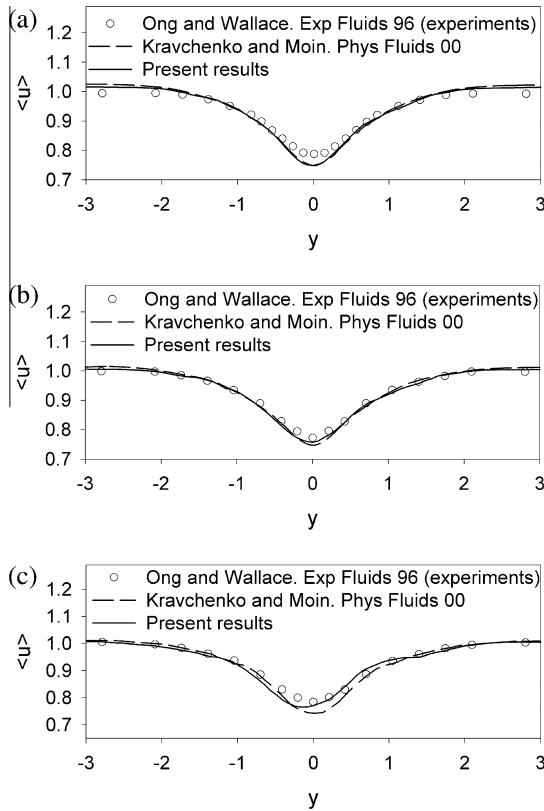 (a)
Ong and Wallace. Exp Fluids 96 (experiments)
Kravchenko and Moin. Phys Fluids 00
Present results
1.2
1.1
1.0
0.9
0.8
0.7
<u>
-3 -2 -1 0 1 2 3
y
(b)
Ong and Wallace. Exp Fluids 96 (experiments)
Kravchenko and Moin. Phys Fluids 00
Present results
1.2
1.1
1.0
0.9
0.8
0.7
<u>
-3 -2 -1 0 1 2 3
y
(c)
Ong and Wallace. Exp Fluids 96 (experiments)
Kravchenko and Moin. Phys Fluids 00
Present results
1.2
1.1
1.0
0.9
0.8
0.7
<u>
-3 -2 -1 0 1 2 3
y